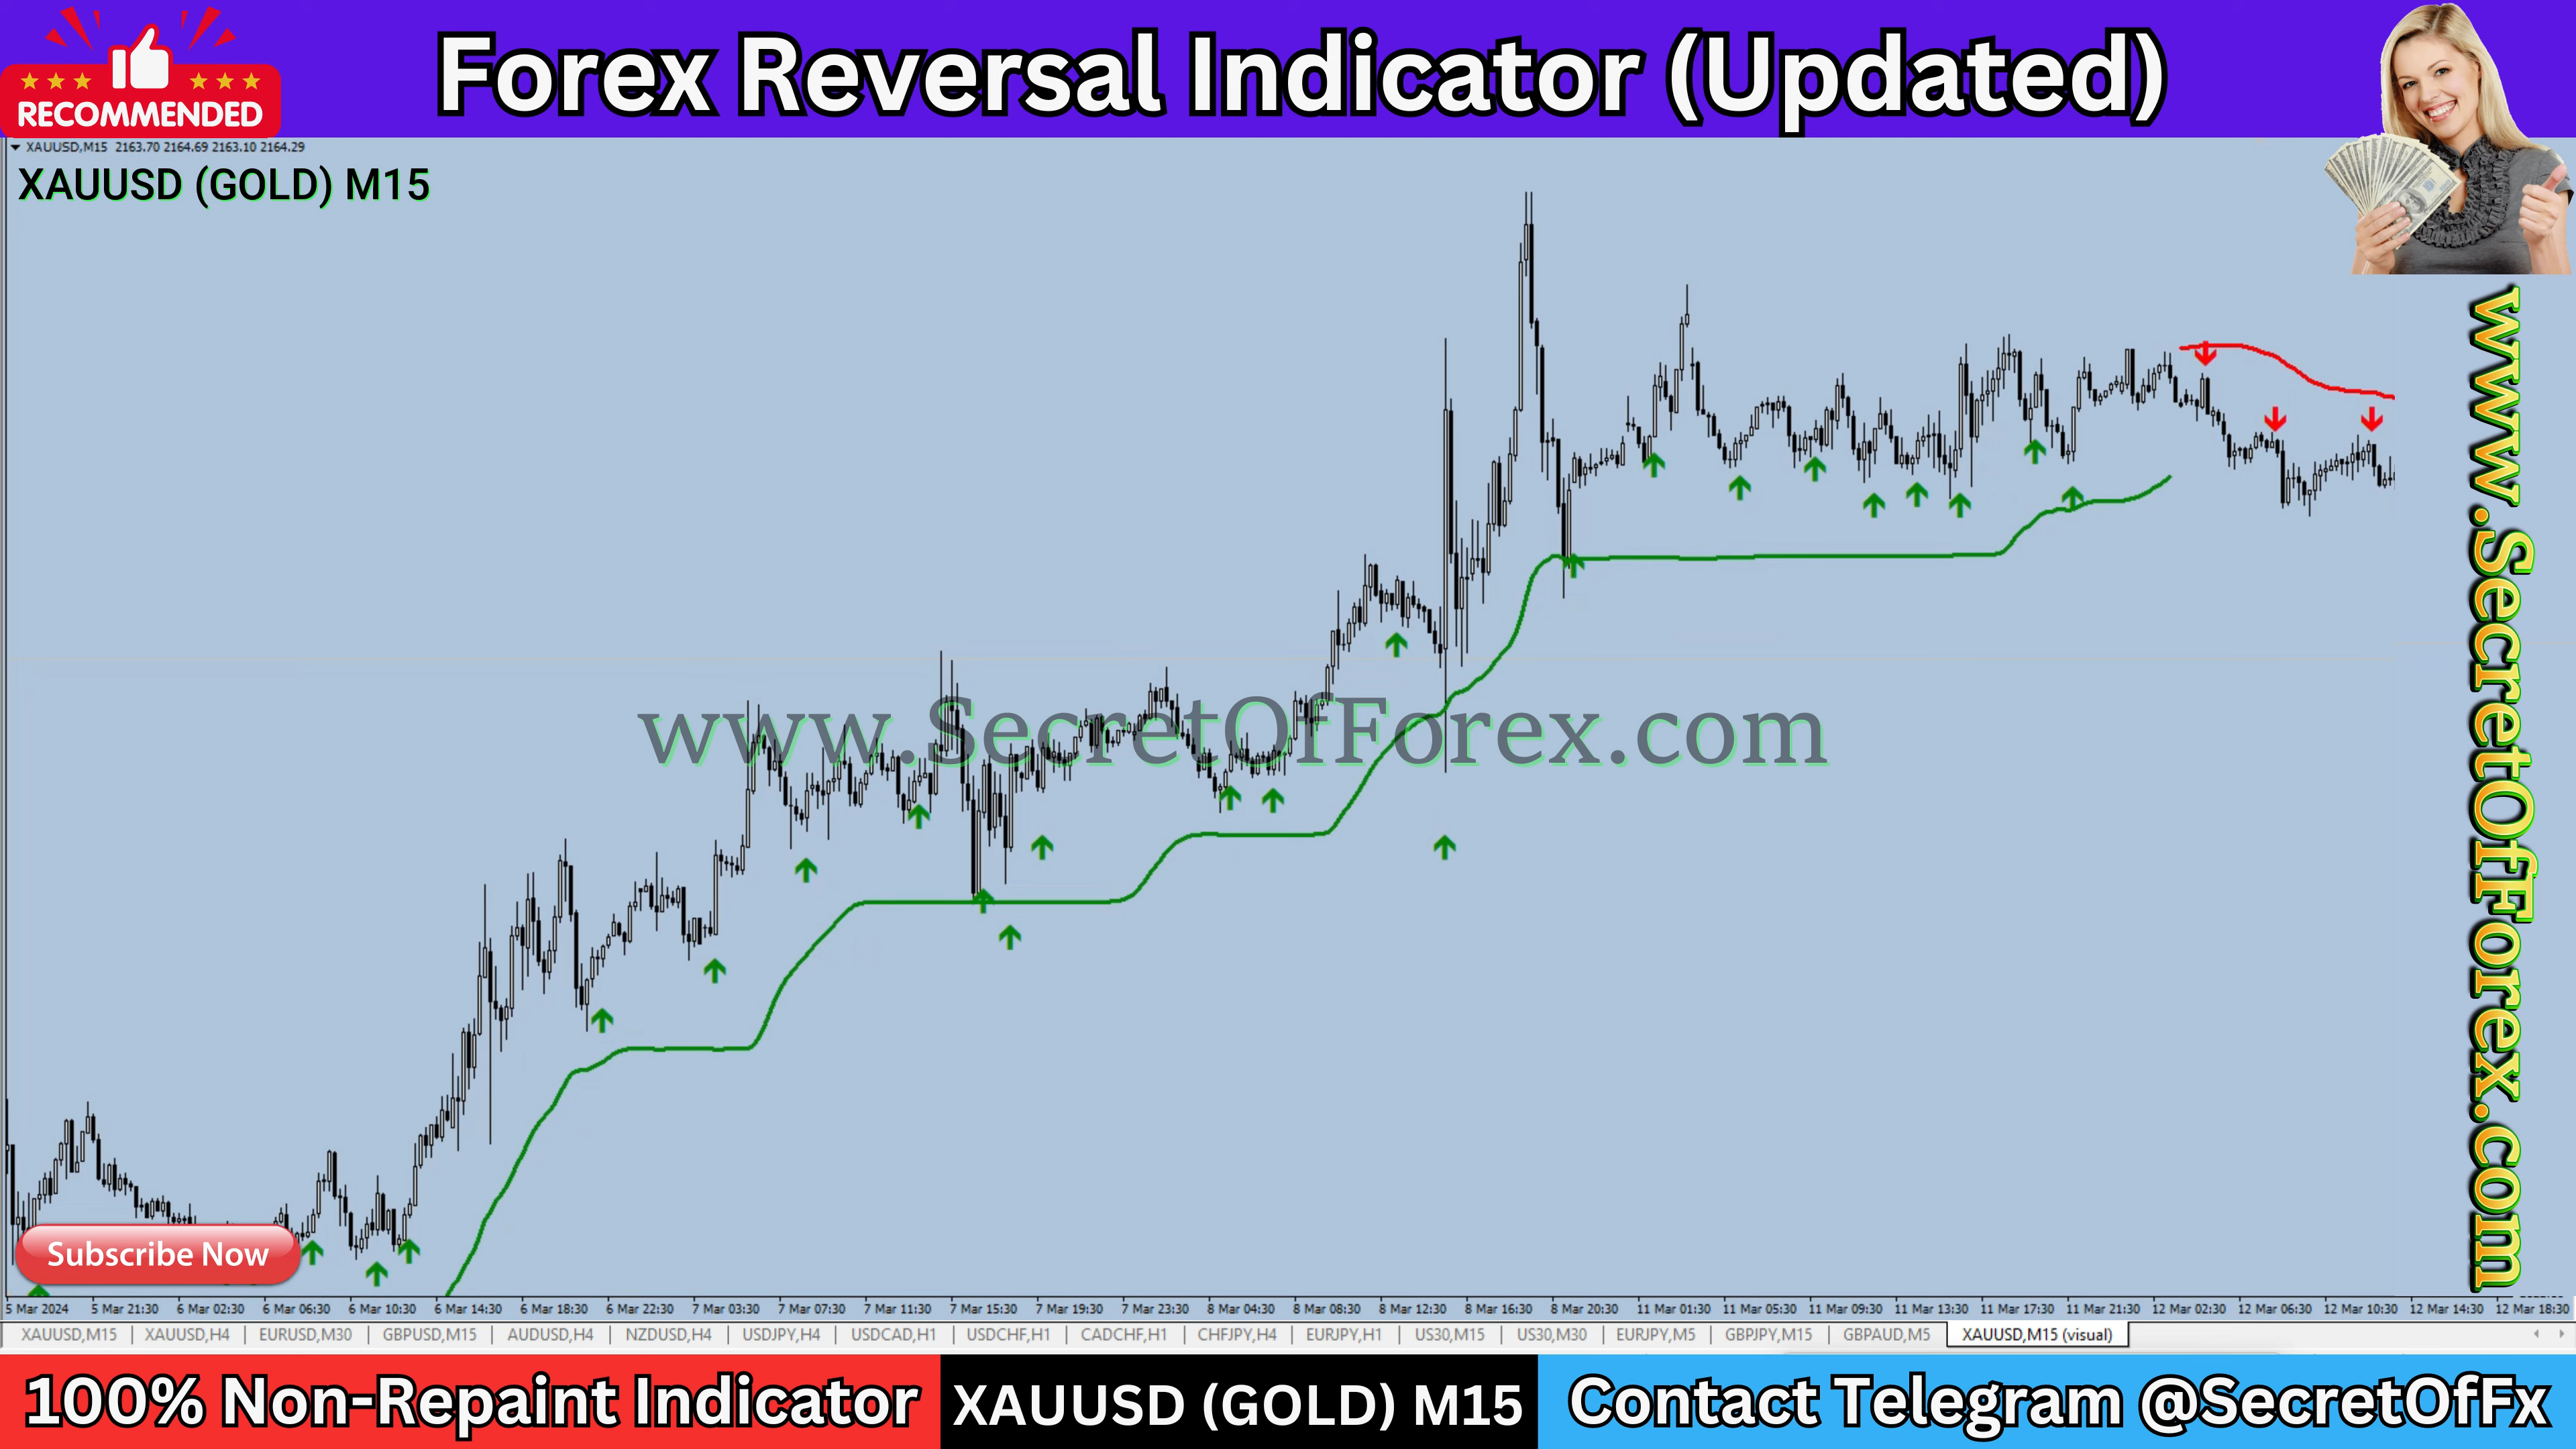 Forex Reversal Indicator (Updated)
RECOMMENDED
XAUUSD,M15 2163.70 2164.69 2163.10 2164.29
XAUUSD (GOLD) M15
www.SecretOfForex.com
www.SecretOfForex.com
Subscribe Now
5 Mar 2024 5 Mar 21:30 6 Mar 02:30 6 Mar 06:30 6 Mar 10:30 6 Mar 14:30 6 Mar 18:30 6 Mar 22:30 7 Mar 03:30 7 Mar 07:30 7 Mar 11:30 7 Mar 15:30 7 Mar 19:30 7 Mar 23:30 8 Mar 04:30 8 Mar 08:30 8 Mar 12:30 8 Mar 16:30 8 Mar 20:30 11 Mar 01:30 11 Mar 05:30 11 Mar 09:30 11 Mar 13:30 11 Mar 17:30 11 Mar 21:30 12 Mar 02:30 12 Mar 06:30 12 Mar 10:30 12 Mar 14:30 12 Mar 18:30
XAUUSD,M15 XAUUSD,H4 EURUSD,M30 GBPUSD,M15 AUDUSD,H4 NZDUSD,H4 USDJPY,H4 USDCAD,H1 USDCHF,H1 CADCHF,H1 CHFJPY,H4 EURJPY,H1 US30,M15 US30,M30 EURJPY,M5 GBPJPY,M15 GBPAUD,M5 XAUUSD,M15 (visual)
100% Non-Repaint Indicator XAUUSD (GOLD) M15 Contact Telegram @SecretOfFx